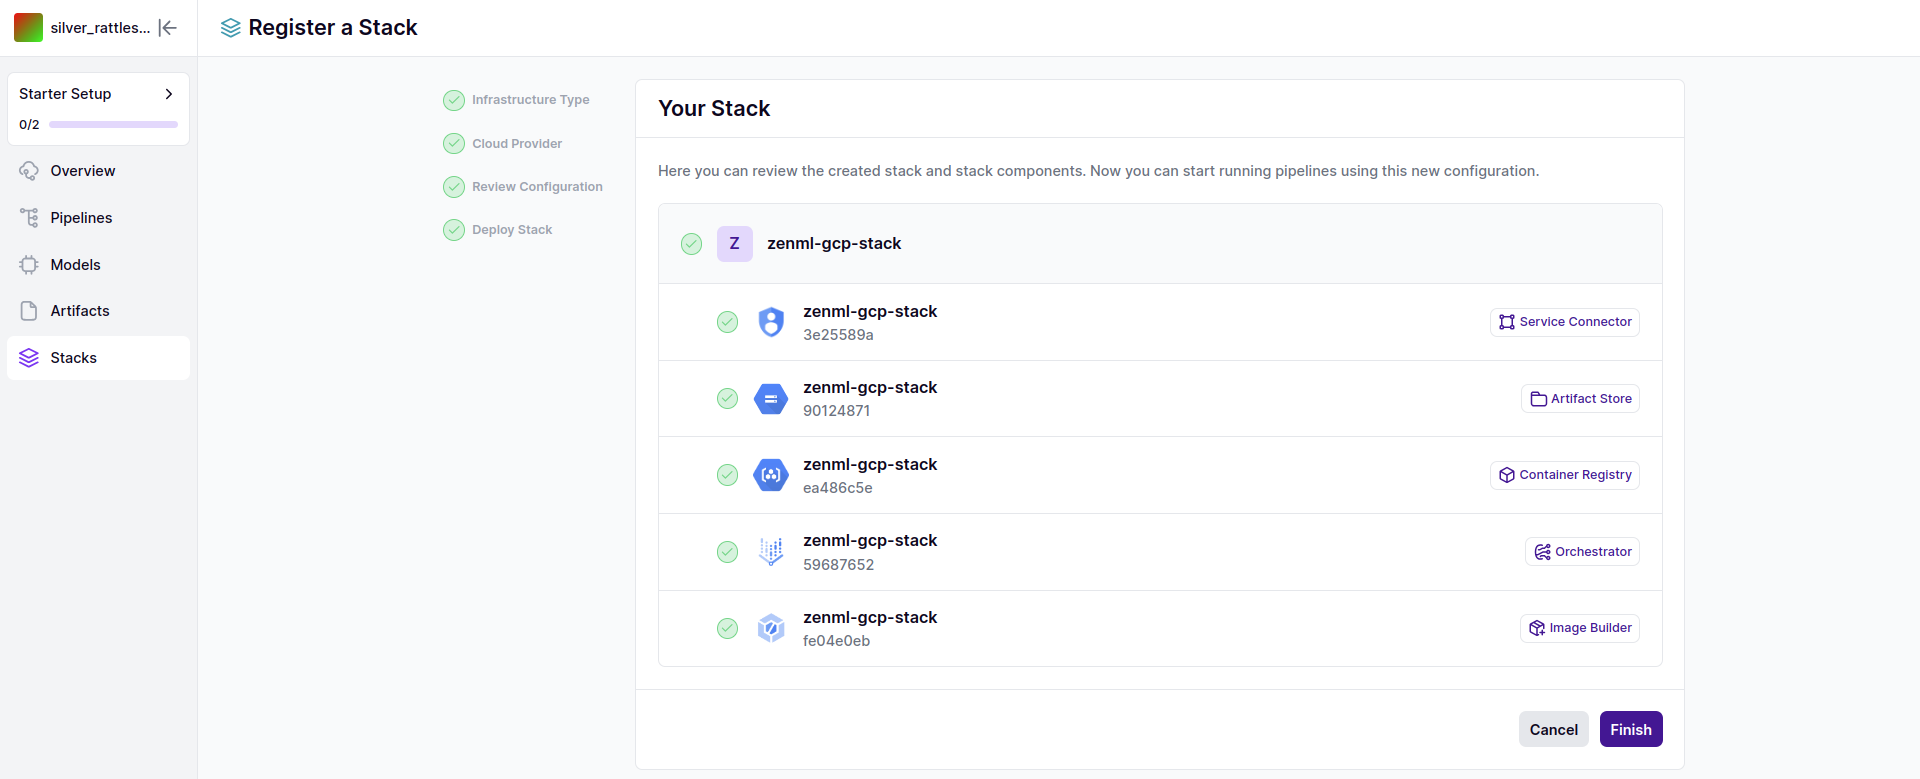 silver_rattles...
Register a Stack
Starter Setup
0/2
Overview
Pipelines
Models
Artifacts
Stacks
Infrastructure Type
Cloud Provider
Review Configuration
Deploy Stack
Your Stack
Here you can review the created stack and stack components. Now you can start running pipelines using this new configuration.
Z zenml-gcp-stack
zenml-gcp-stack
3e25589a
Service Connector
zenml-gcp-stack
90124871
Artifact Store
zenml-gcp-stack
ea486c5e
Container Registry
zenml-gcp-stack
59687652
Orchestrator
zenml-gcp-stack
fe04e0eb
Image Builder
Cancel
Finish